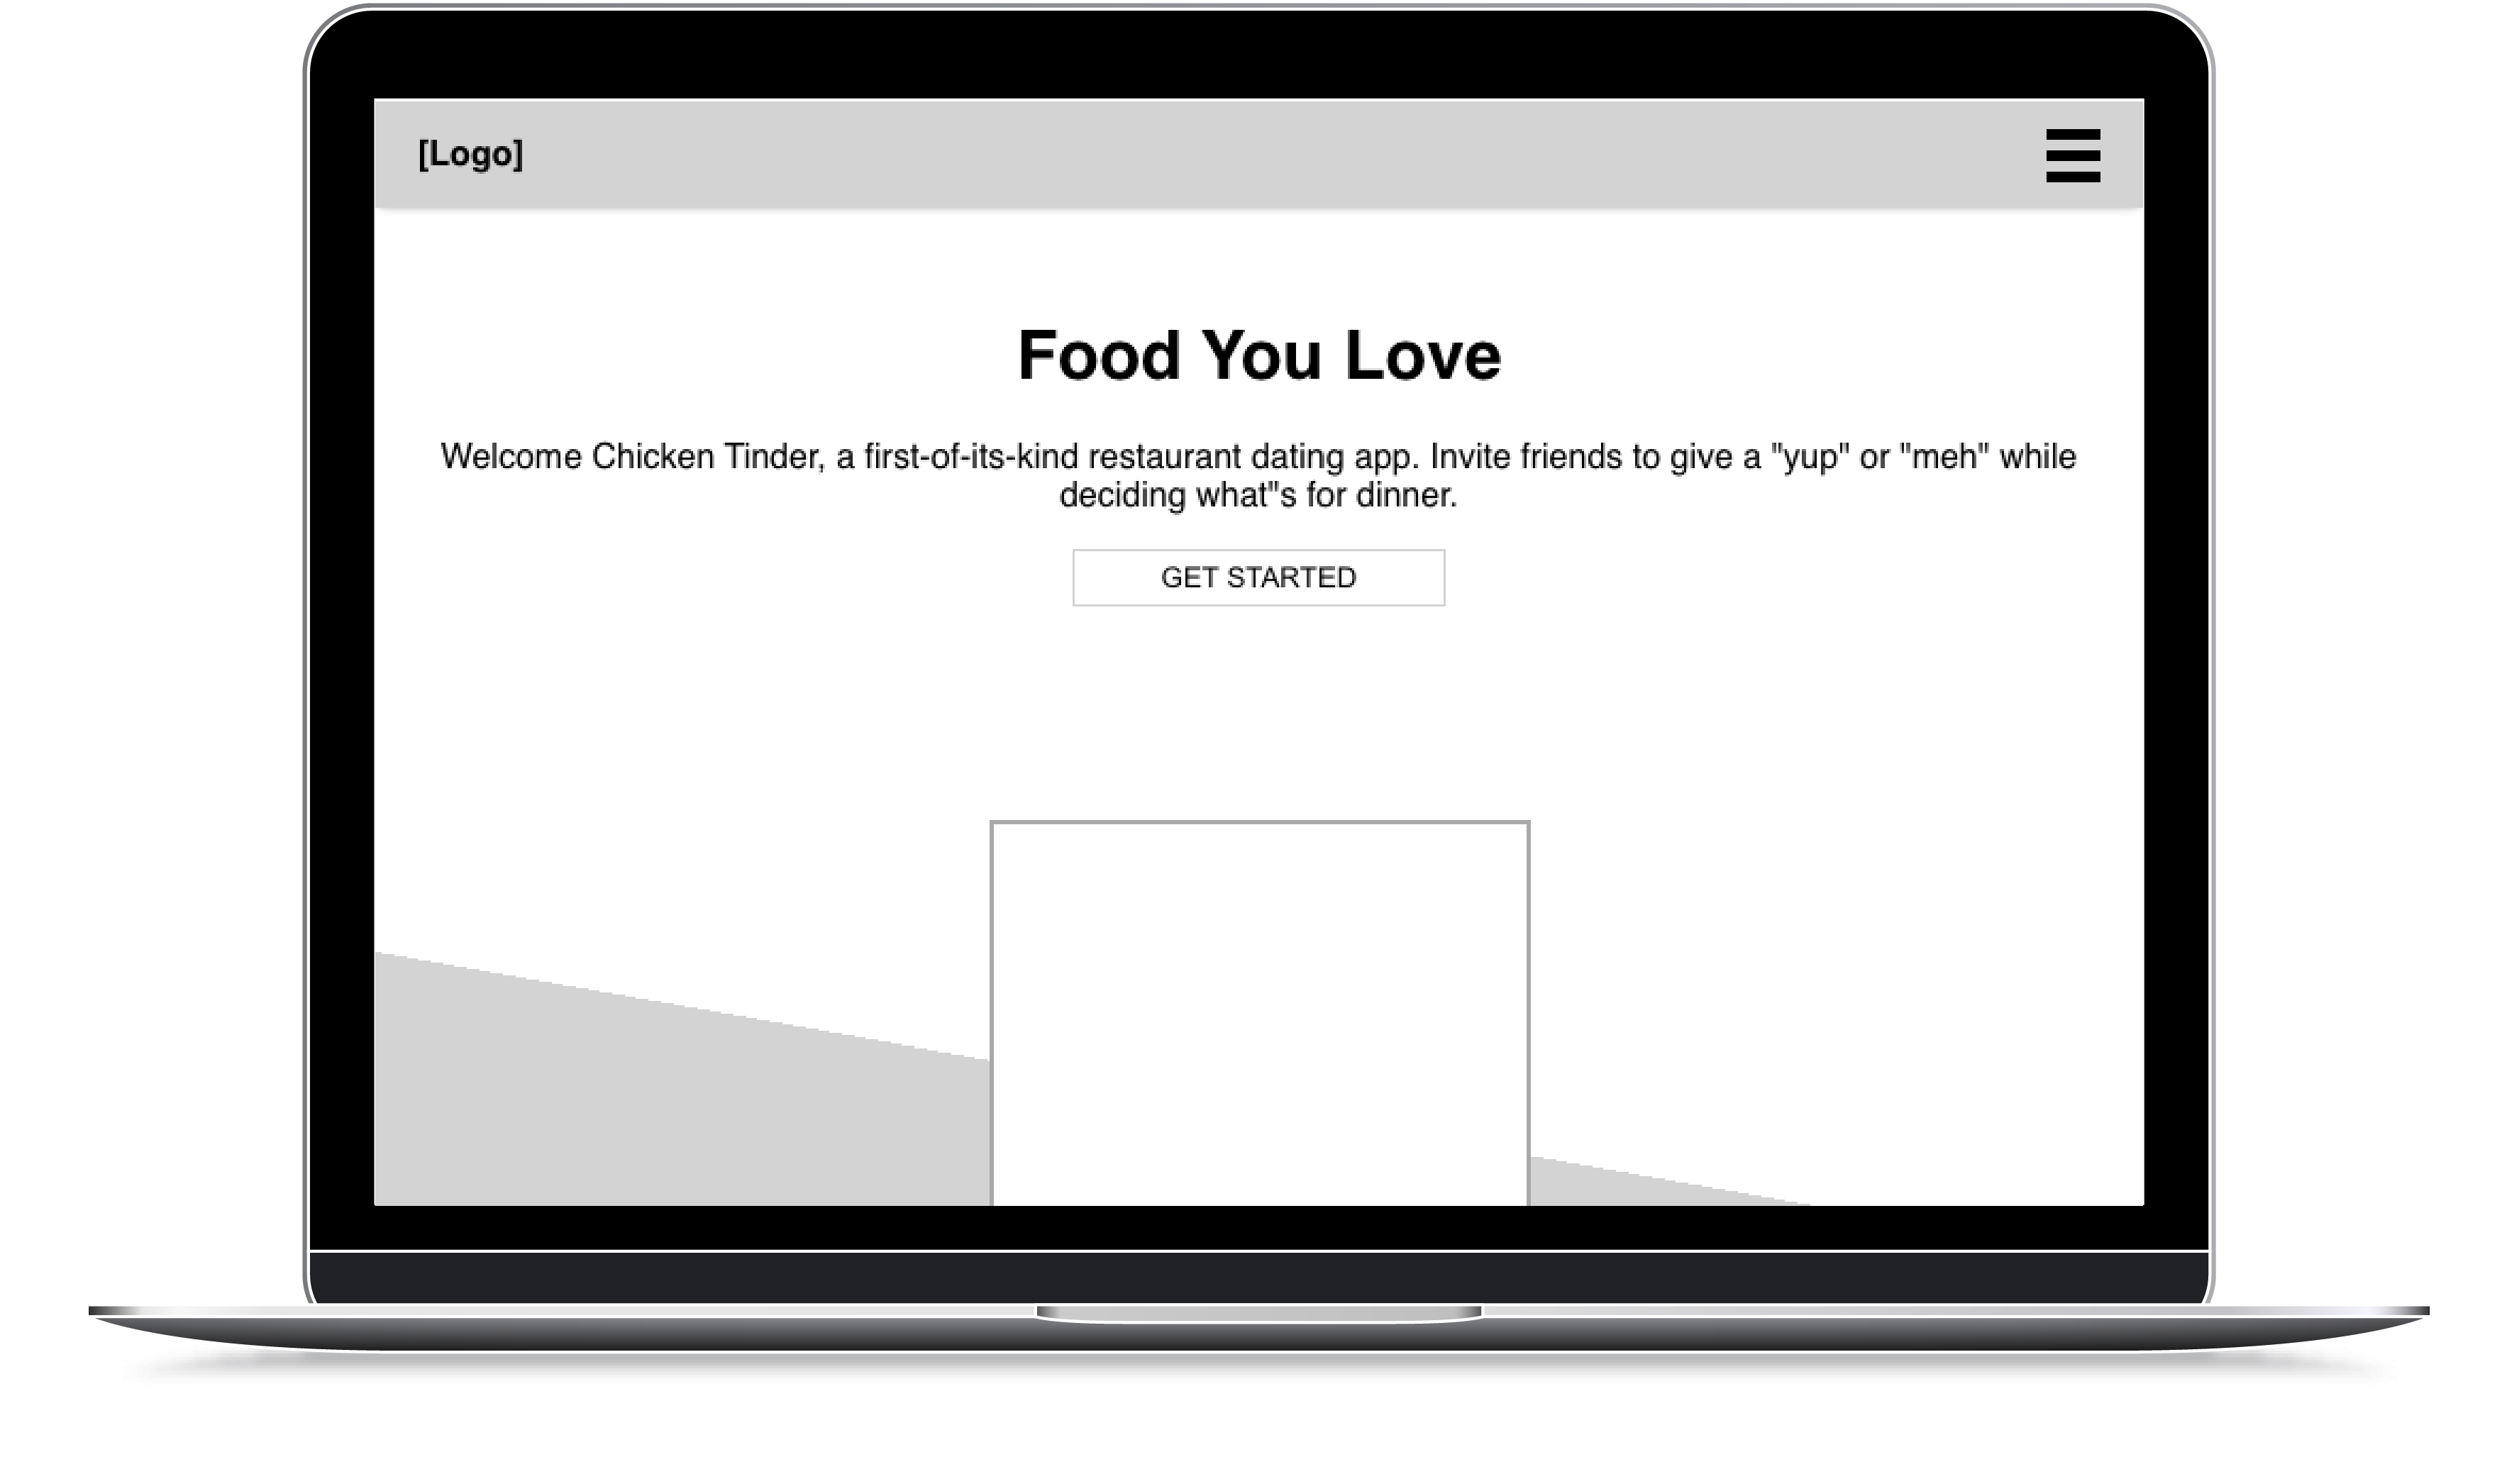 [Logo]
Food You Love
Welcome Chicken Tinder, a first-of-its-kind restaurant dating app. Invite friends to give a "yup" or "meh" while
deciding what"s for dinner.
GET STARTED